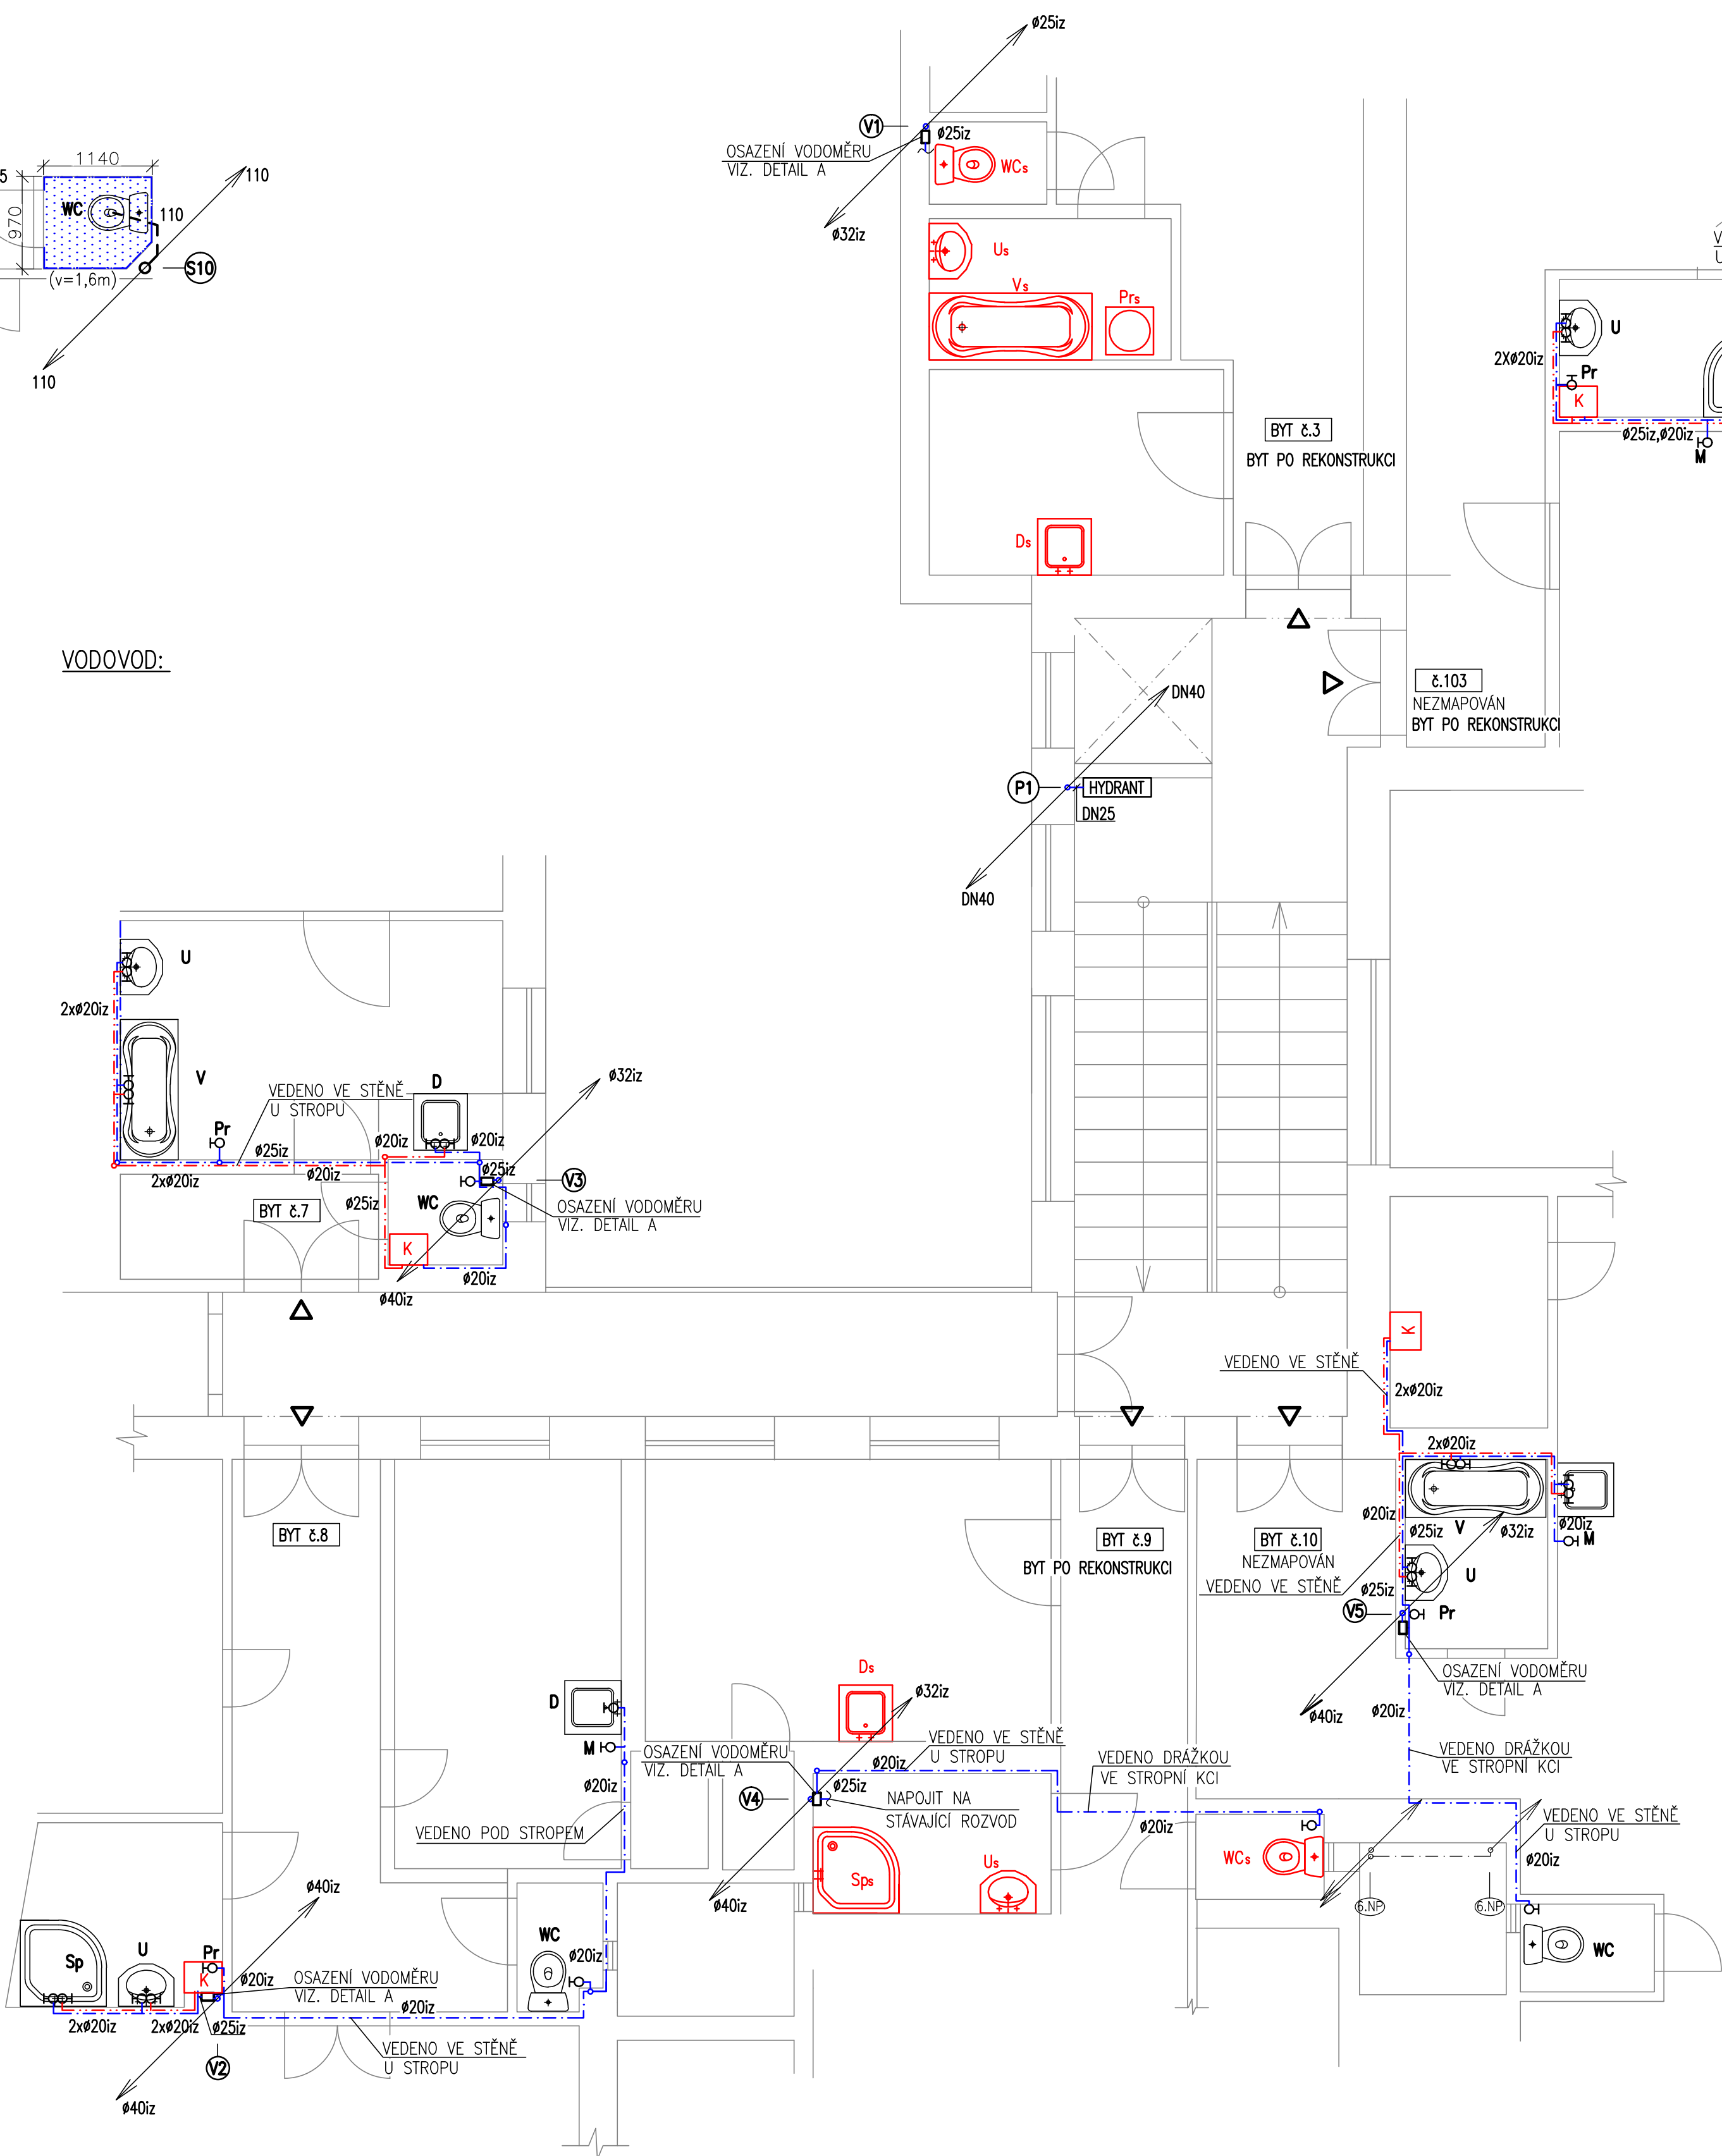 ø25iz
V1
ø25iz
OSAZENÍ VODOMĚRU
VIZ. DETAIL A
WCs
ø32iz
1140
5
110
WC
110
970
S10
(v=1,6m)
110
Us
Vs
Prs
V
U
U
2Xø20iz
Pr
K
ø25iz,ø20iz
M
BYT č.3
BYT PO REKONSTRUKCI
Ds
VODOVOD:
č.103
NEZMAPOVÁN
BYT PO REKONSTRUKCI
DN40
P1
HYDRANT
DN25
DN40
U
2xø20iz
V
VEDENO VE STĚNĚ
U STROPU
D
ø32iz
Pr
ø25iz
ø20iz
ø20iz
2xø20iz
ø20iz
ø25iz
V3
ø25iz
WC
OSAZENÍ VODOMĚRU
VIZ. DETAIL A
BYT č.7
K
ø20iz
ø40iz
K
VEDENO VE STĚNĚ
2xø20iz
2xø20iz
BYT č.8
BYT č.9
BYT PO REKONSTRUKCI
BYT č.10
NEZMAPOVÁN
VEDENO VE STĚNĚ
ø20iz
ø25iz
V
ø32iz
ø20iz
M
U
ø25iz
V5
Pr
OSAZENÍ VODOMĚRU
VIZ. DETAIL A
ø40iz
ø20iz
Ds
D
ø32iz
M
OSAZENÍ VODOMĚRU
VIZ. DETAIL A
VEDENO VE STĚNĚ
U STROPU
ø20iz
VEDENO DRÁŽKOU
VE STROPNÍ KCI
VEDENO DRÁŽKOU
VE STROPNÍ KCI
ø20iz
V4
ø25iz
NAPOJIT NA
STÁVAJÍCÍ ROZVOD
VEDENO POD STROPEM
ø20iz
VEDENO VE STĚNĚ
U STROPU
ø20iz
WCs
Us
Sps
ø40iz
6.NP
6.NP
ø40iz
WC
WC
Sp
U
Pr
K
ø20iz
ø20iz
OSAZENÍ VODOMĚRU
VIZ. DETAIL A
ø20iz
2xø20iz
2xø20iz
ø25iz
VEDENO VE STĚNĚ
U STROPU
V2
ø40iz